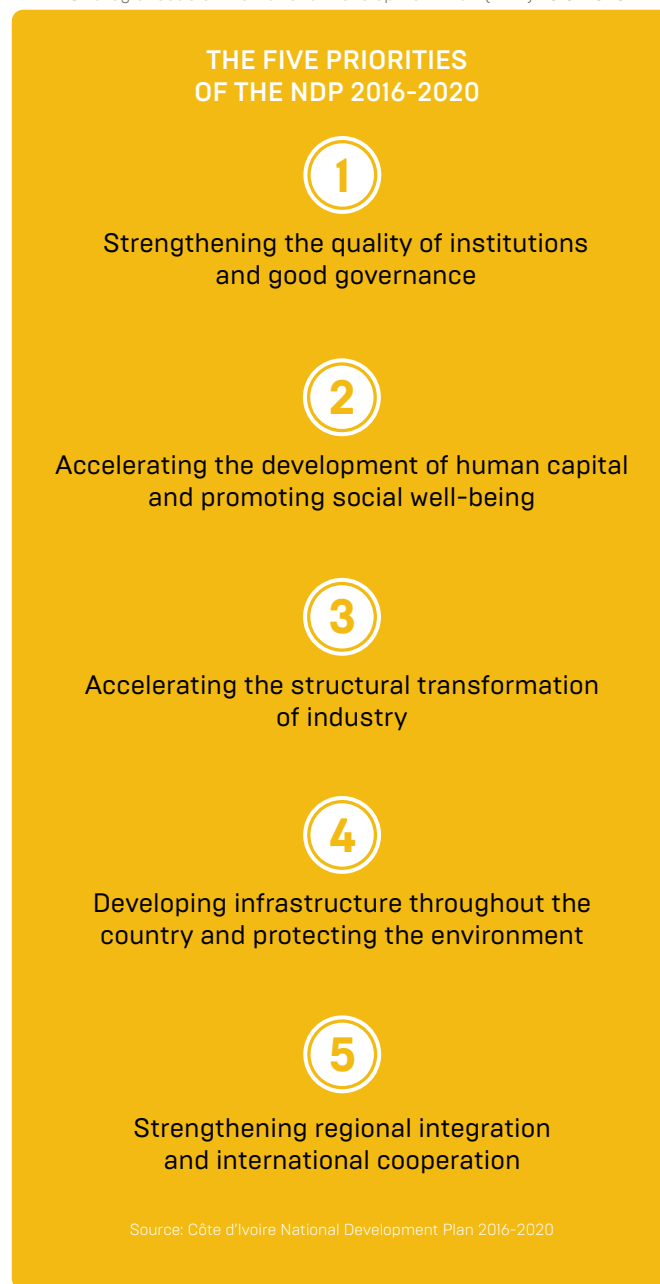 THE FIVE PRIORITIES
OF THE NDP 2016-2020
1
Strengthening the quality of institutions
and good governance
2
Accelerating the development of human capital
and promoting social well-being
3
Accelerating the structural transformation
of industry
4
Developing infrastructure throughout the
country and protecting the environment
5
Strengthening regional integration
and international cooperation
Source: Côte d'Ivoire National Development Plan 2016-2020